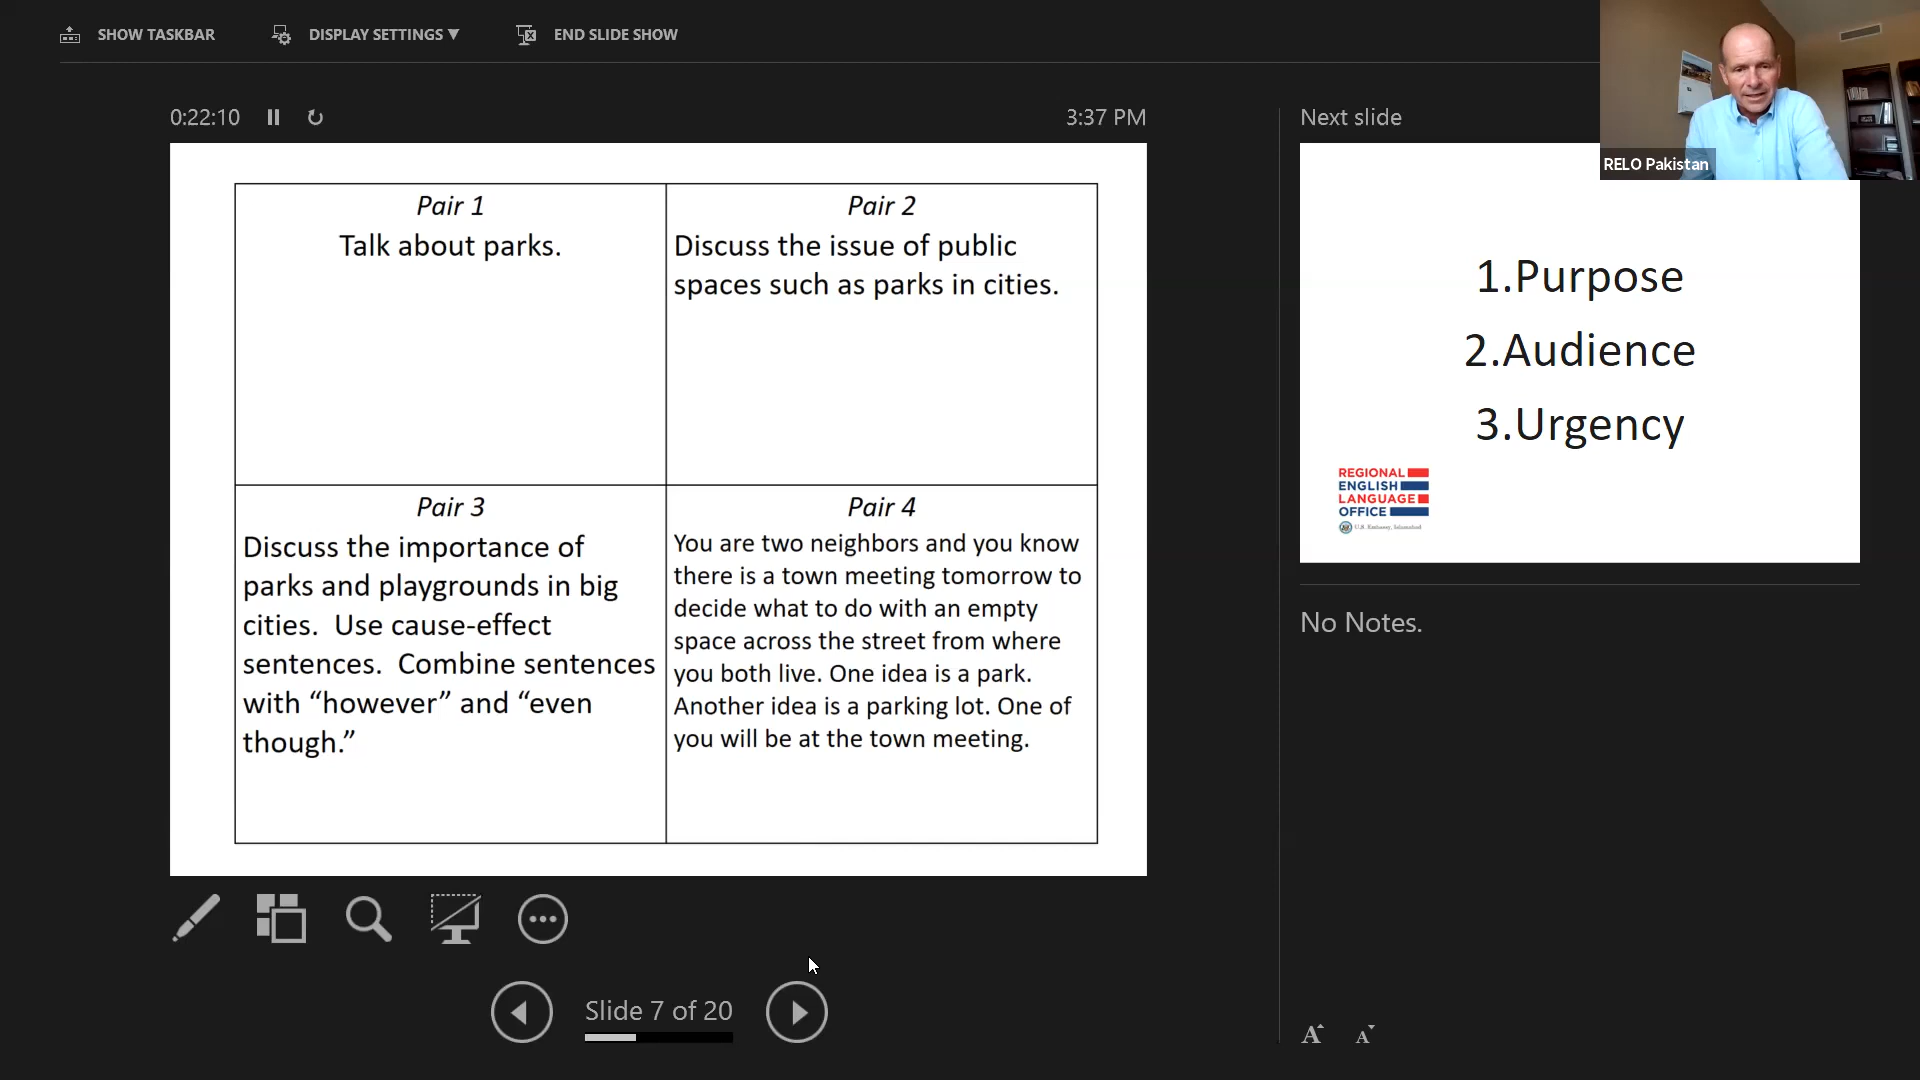 SHOW TASKBAR
DISPLAY SETTINGS ▼
END SLIDE SHOW
0:22:10
3:37 PM
Next slide
RELO Pakistan
Pair 1
Talk about parks.
Pair 2
Discuss the issue of public
spaces such as parks in cities.
Pair 3
Discuss the importance of
parks and playgrounds in big
cities. Use cause-effect
sentences. Combine sentences
with “however” and “even
though.”
Pair 4
You are two neighbors and you know
there is a town meeting tomorrow to
decide what to do with an empty
space across the street from where
you both live. One idea is a park.
Another idea is a parking lot. One of
you will be at the town meeting.
1.Purpose
2.Audience
3.Urgency
REGIONAL
ENGLISH
LANGUAGE
OFFICE
U.S. Embassy, Islamabad
No Notes.
Slide 7 of 20
A A